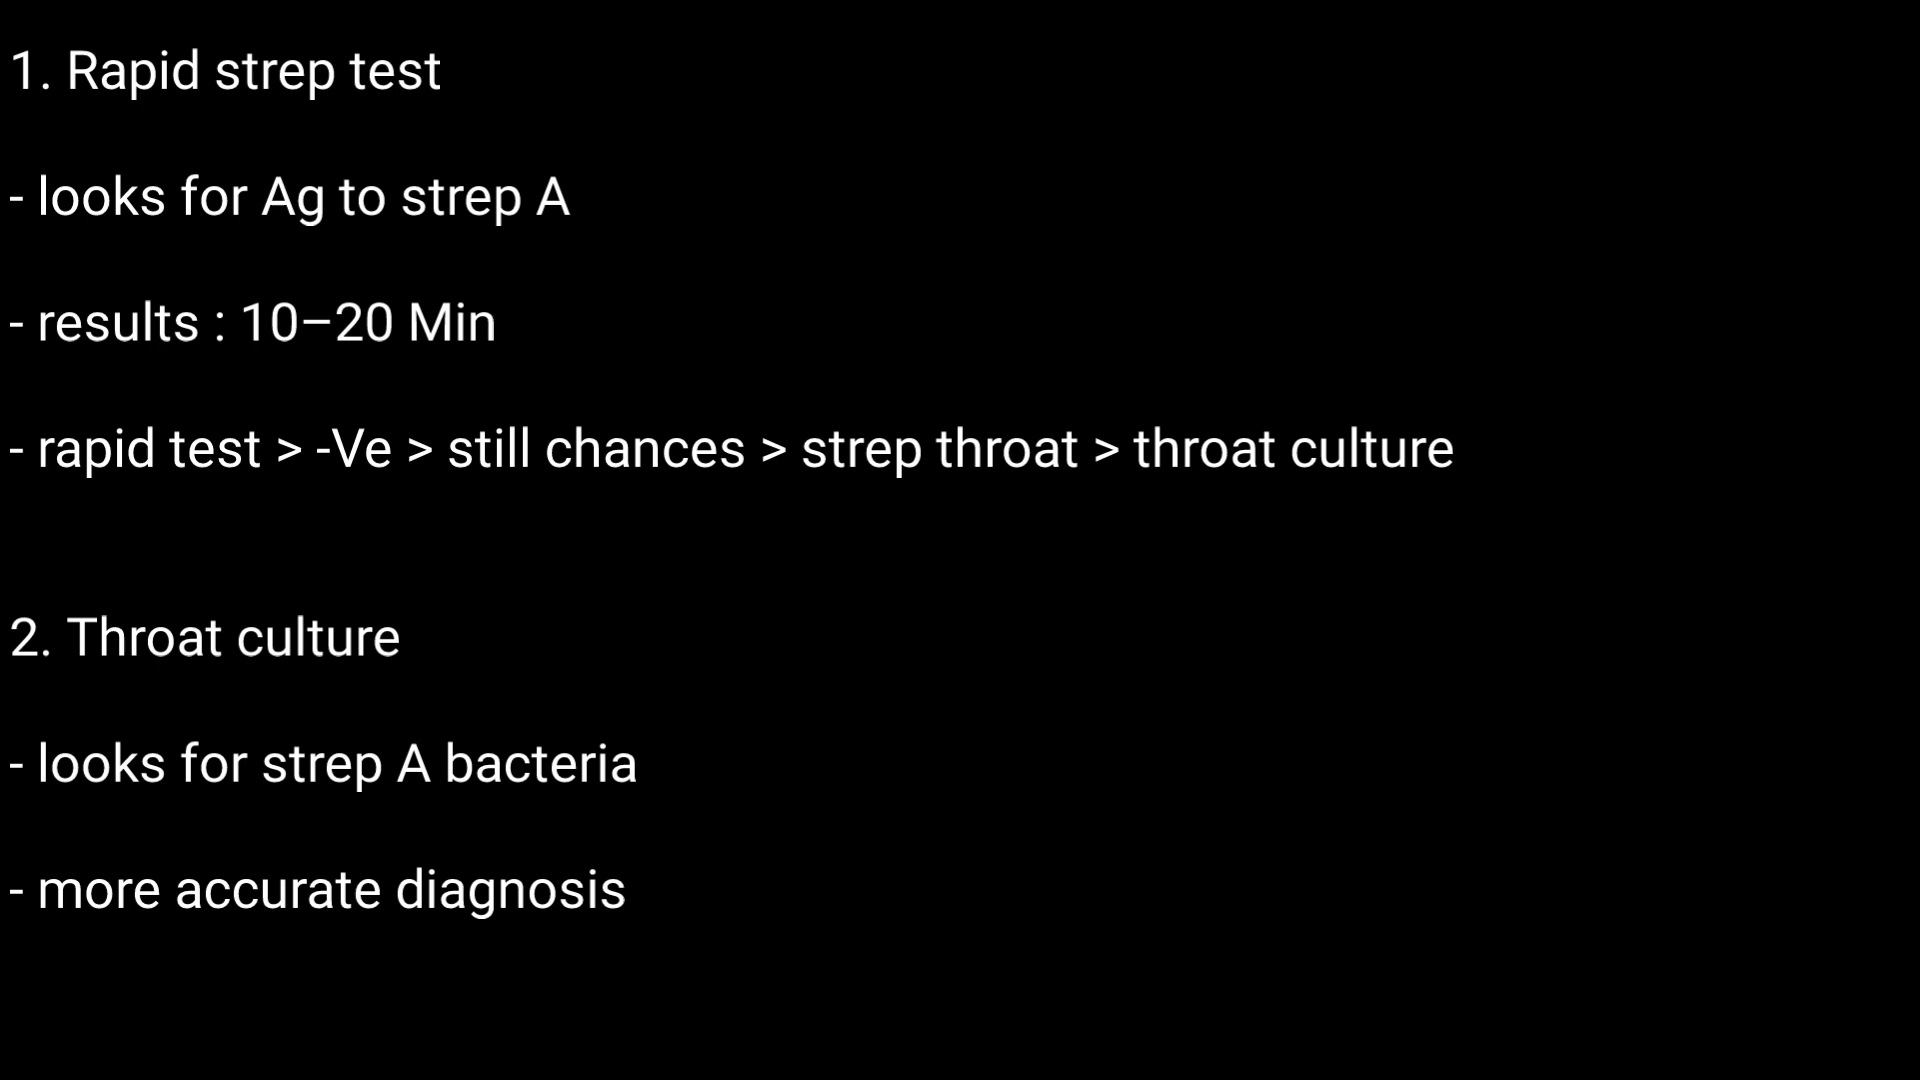 1. Rapid strep test
- looks for Ag to strep A
- results : 10–20 Min
- rapid test > -Ve > still chances > strep throat > throat culture
2. Throat culture
- looks for strep A bacteria
- more accurate diagnosis